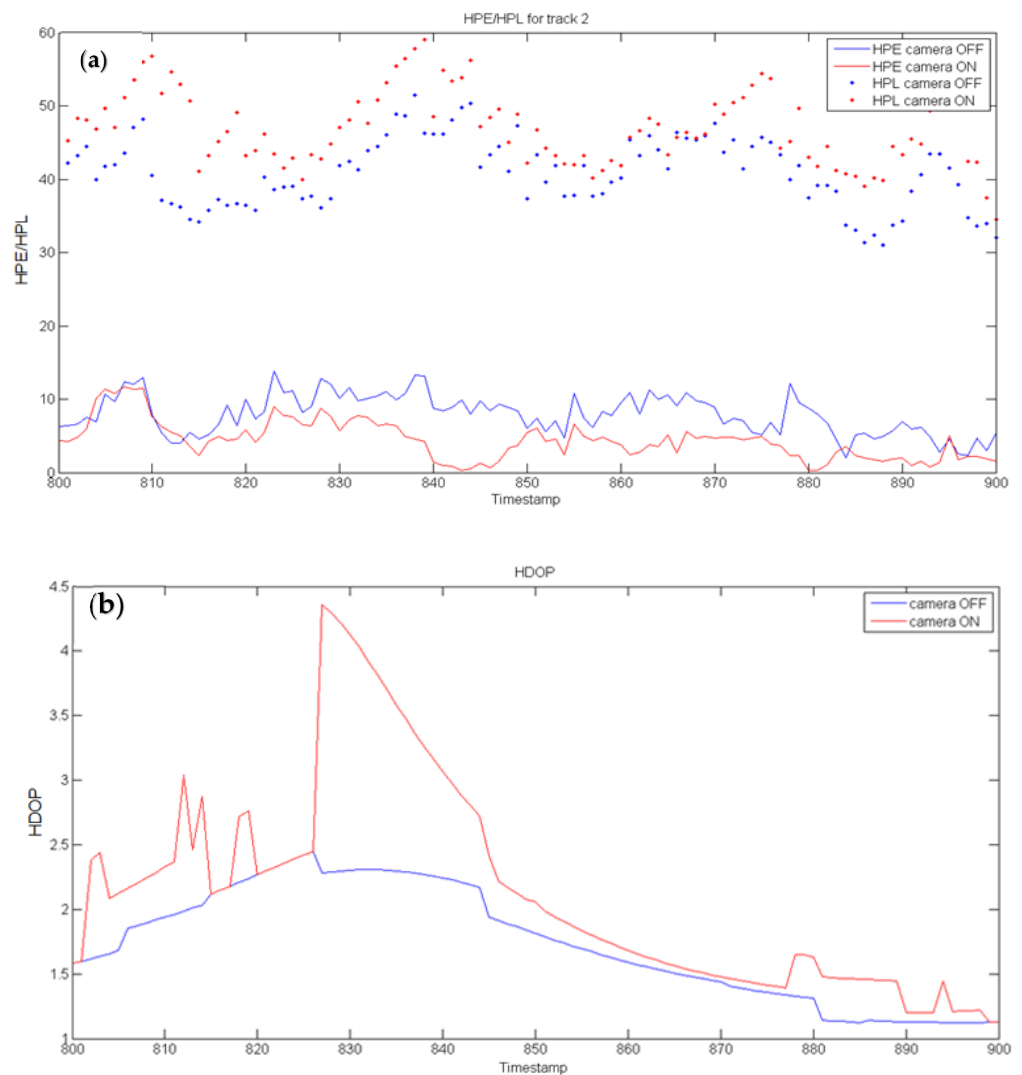 HPE/HPL for track 2
(a)
HPE camera OFF
HPE camera ON
HPL camera OFF
HPL camera ON
60
50
40
30
20
10
0
HPE/HPL
800 810 820 830 840 850 860 870 880 890 900
Timestamp
HDOP
(b)
camera OFF
camera ON
4.5
4
3.5
3
2.5
2
1.5
1
HDOP
800 810 820 830 840 850 860 870 880 890 900
Timestamp